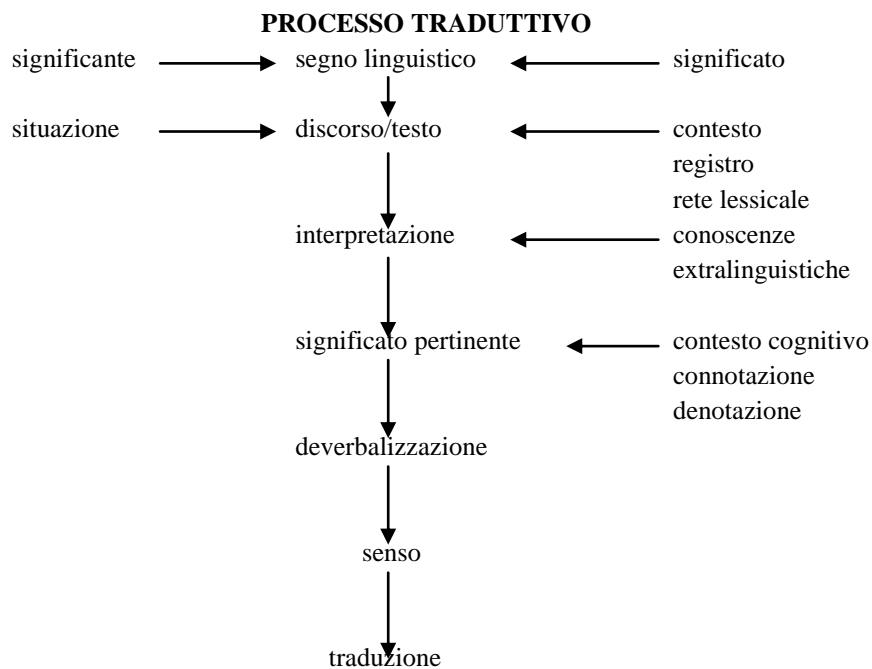 PROCESSO TRADUTTIVO
significante segno linguistico significato
situazione discorso/testo contesto
registro
rete lessicale
interpretazione conoscenze
extralinguistiche
significato pertinente contesto cognitivo
connotazione
denotazione
deverbalizzazione
senso
traduzione